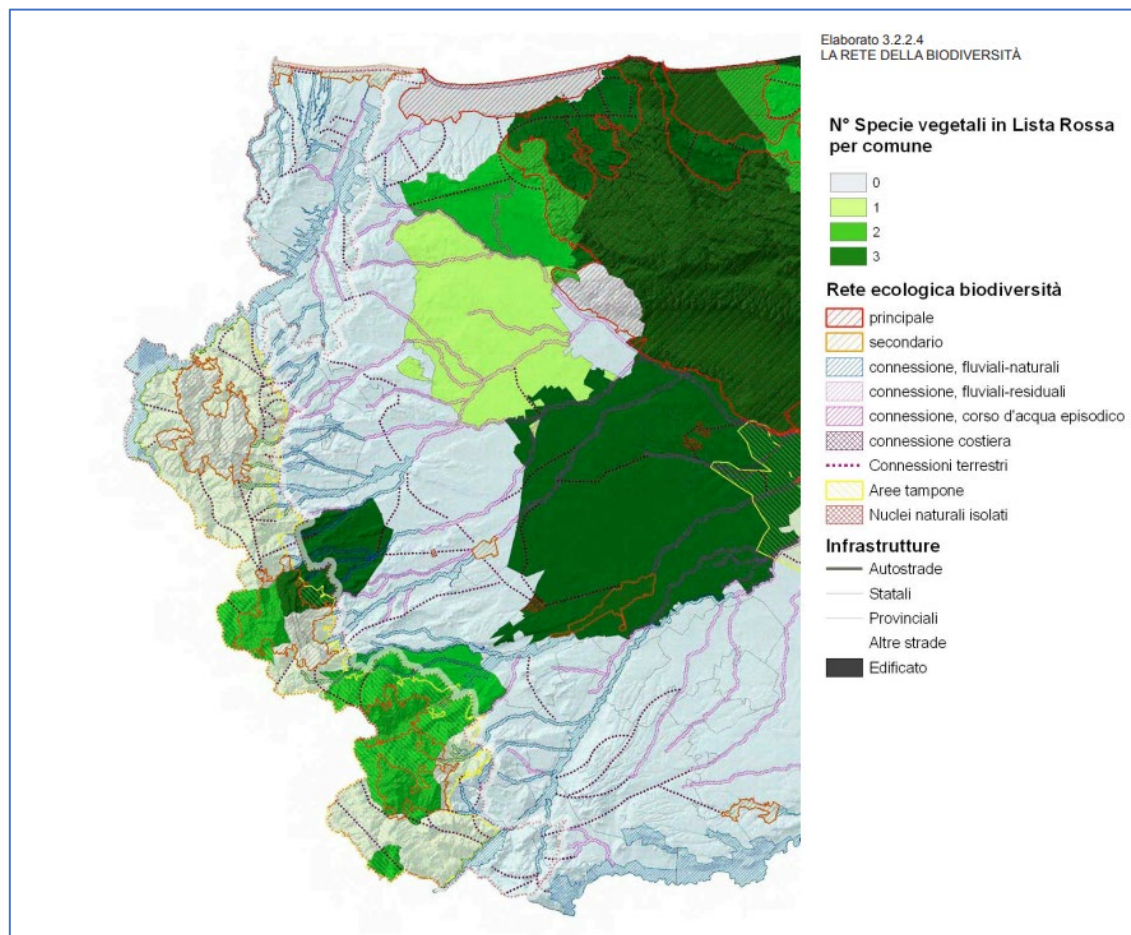 Elaborato 3.2.2.4
LA RETE DELLA BIODIVERSITÀ
N° Specie vegetali in Lista Rossa
per comune
0
1
2
3
Rete ecologica biodiversità
principale
secondario
connessione, fluviali-naturali
connessione, fluviali-residuali
connessione, corso d'acqua episodico
connessione costiera
Connessioni terrestri
Aree tampone
Nuclei naturali isolati
Infrastrutture
Autostrade
Statali
Provinciali
Altre strade
Edificato